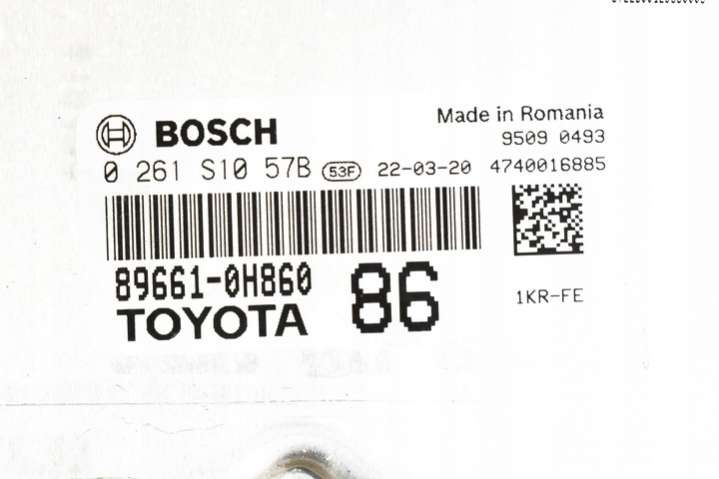 BOSCH
Made in Romania
9509 0493
0 261 S10 57B 53F 22-03-20 4740016885
89661-0H860
86
TOYOTA
1KR-FE